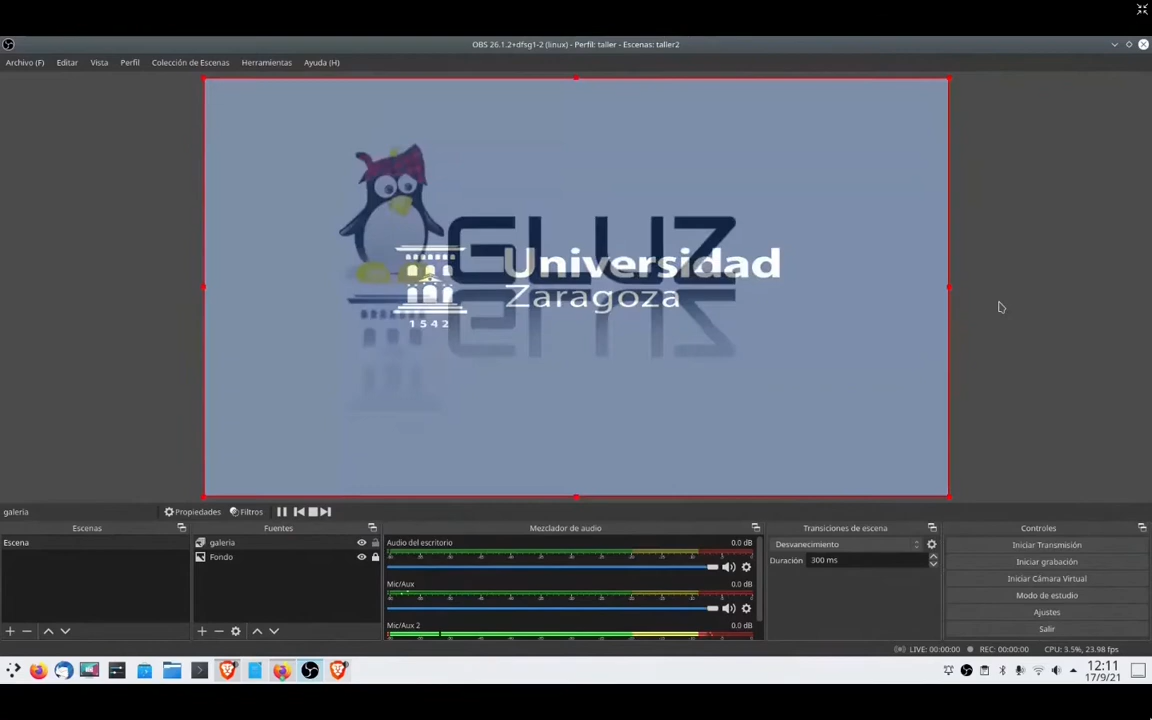 OBS 26.1.2+dfsg1-2 (linux) - Perfil: taller - Escenas: taller2
Archivo (F) Editar Vista Perfil Colección de Escenas Herramientas Ayuda (H)
GLUZ
Universidad
Zaragoza
1542
galeria Propiedades Filtros
Escenas Fuentes Mezclador de audio Transiciones de escena Controles
Escena
galeria
Fondo
Audio del escritorio 0.0 dB
Mic/Aux 0.0 dB
Mic/Aux 2 0.0 dB
Desvanecimiento
Duración 300 ms
Iniciar Transmisión
Iniciar grabación
Iniciar Cámara Virtual
Modo de estudio
Ajustes
Salir
LIVE: 00:00:00 REC: 00:00:00 CPU: 3.5%, 23.98 fps
12:11
17/9/21